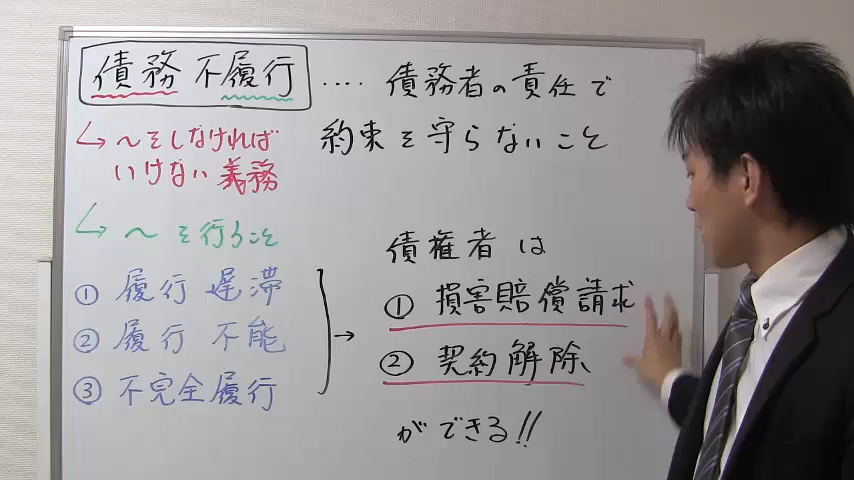 債務不履行 ‥‥ 債務者の責任で
約束を守らないこと
↳ 〜をしなければ
いけない義務
↳ 〜を行うこと
① 履行遅滞
② 履行不能
③ 不完全履行
→
債権者は
① 損害賠償請求
② 契約解除、
ができる!!